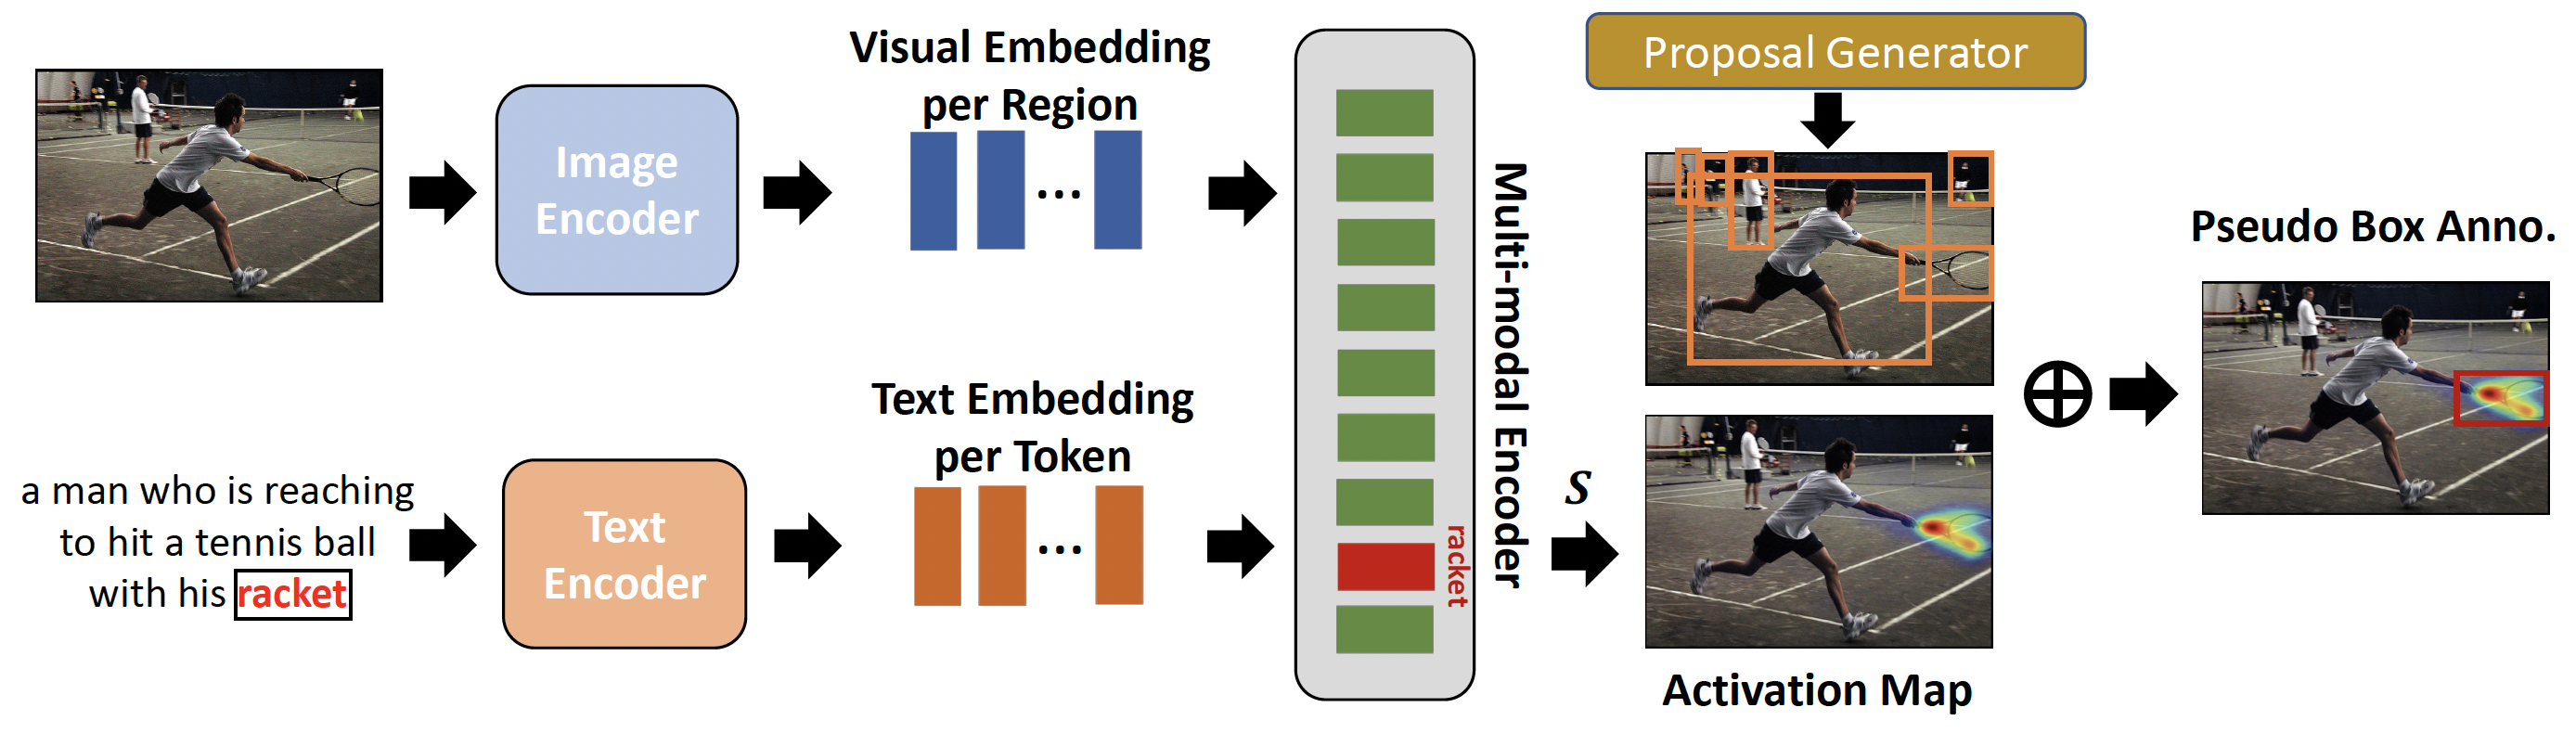 Visual Embedding
per Region
Image
Encoder
a man who is reaching
to hit a tennis ball
with his racket
Text
Encoder
Text Embedding
per Token
...
...
racket
Multi-modal Encoder
S
Proposal Generator
Activation Map
Pseudo Box Anno.